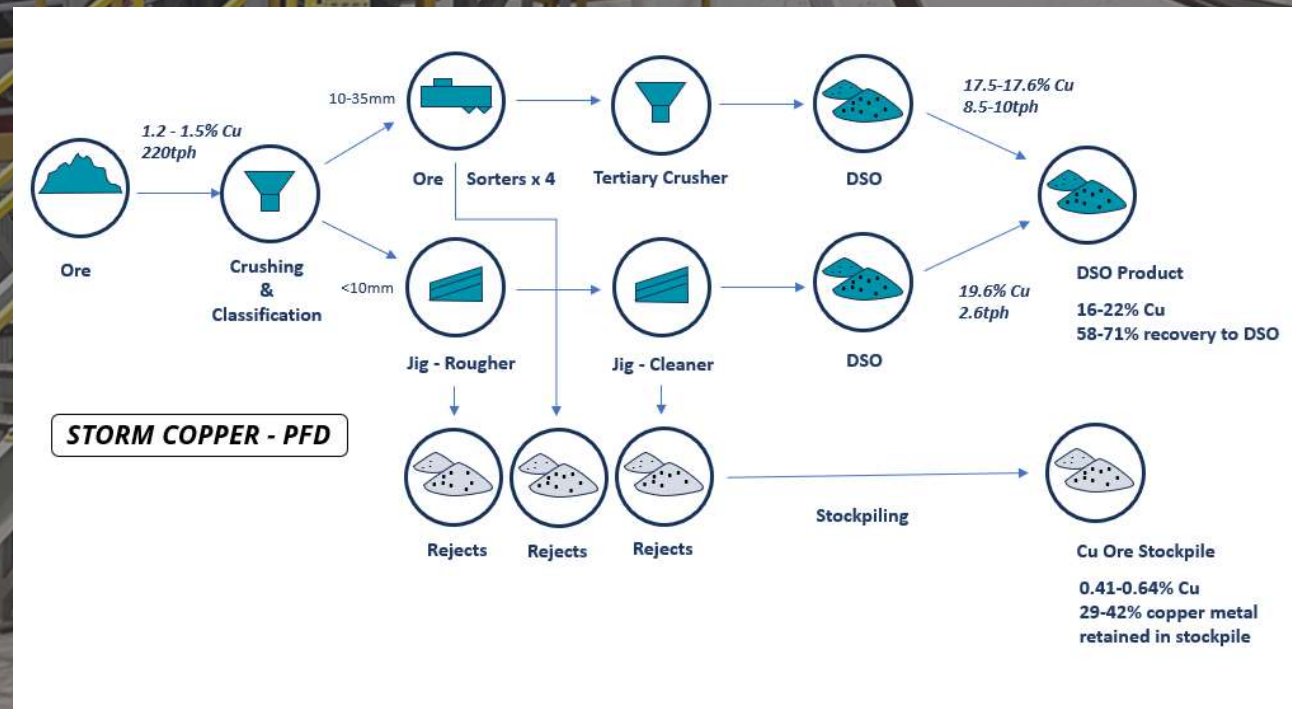 1.2 - 1.5% Cu
220tph
Ore
Crushing
&
Classification
10-35mm
<10mm
Ore
Sorters x 4
Tertiary Crusher
DSO
17.5-17.6% Cu
8.5-10tph
Jig - Rougher
Jig - Cleaner
DSO
19.6% Cu
2.6tph
DSO Product
16-22% Cu
58-71% recovery to DSO
STORM COPPER - PFD
Rejects
Rejects
Rejects
Stockpiling
Cu Ore Stockpile
0.41-0.64% Cu
29-42% copper metal
retained in stockpile